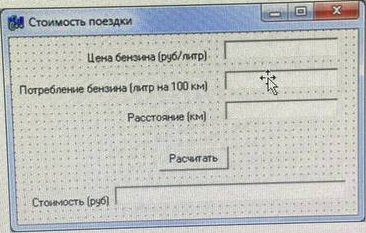 Стоимость поездки
Цена бензина (руб/литр)
Потребление бензина (литр на 100 км)
Расстояние (км)
Расчитать
Стоимость (руб)